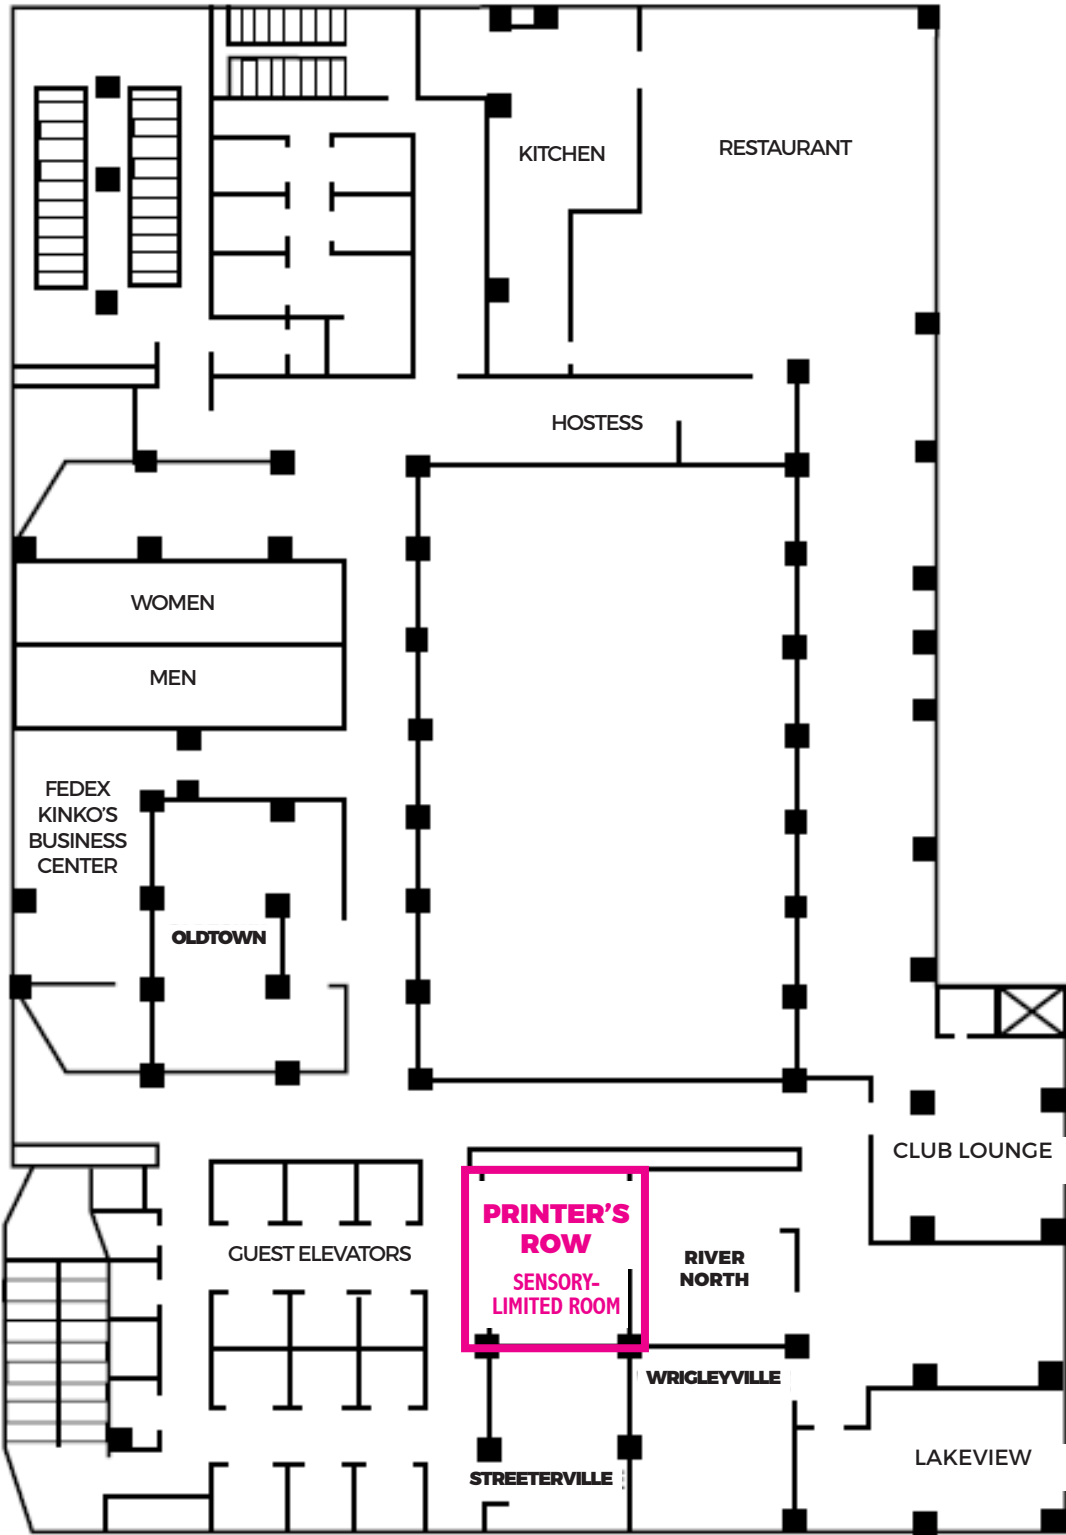 KITCHEN
RESTAURANT
HOSTESS
WOMEN
MEN
FEDEX
KINKO'S
BUSINESS
CENTER
OLDTOWN
CLUB LOUNGE
GUEST ELEVATORS
PRINTER'S
ROW
SENSORY-
LIMITED ROOM
RIVER
NORTH
WRIGLEYVILLE
LAKEVIEW
STREETERVILLE